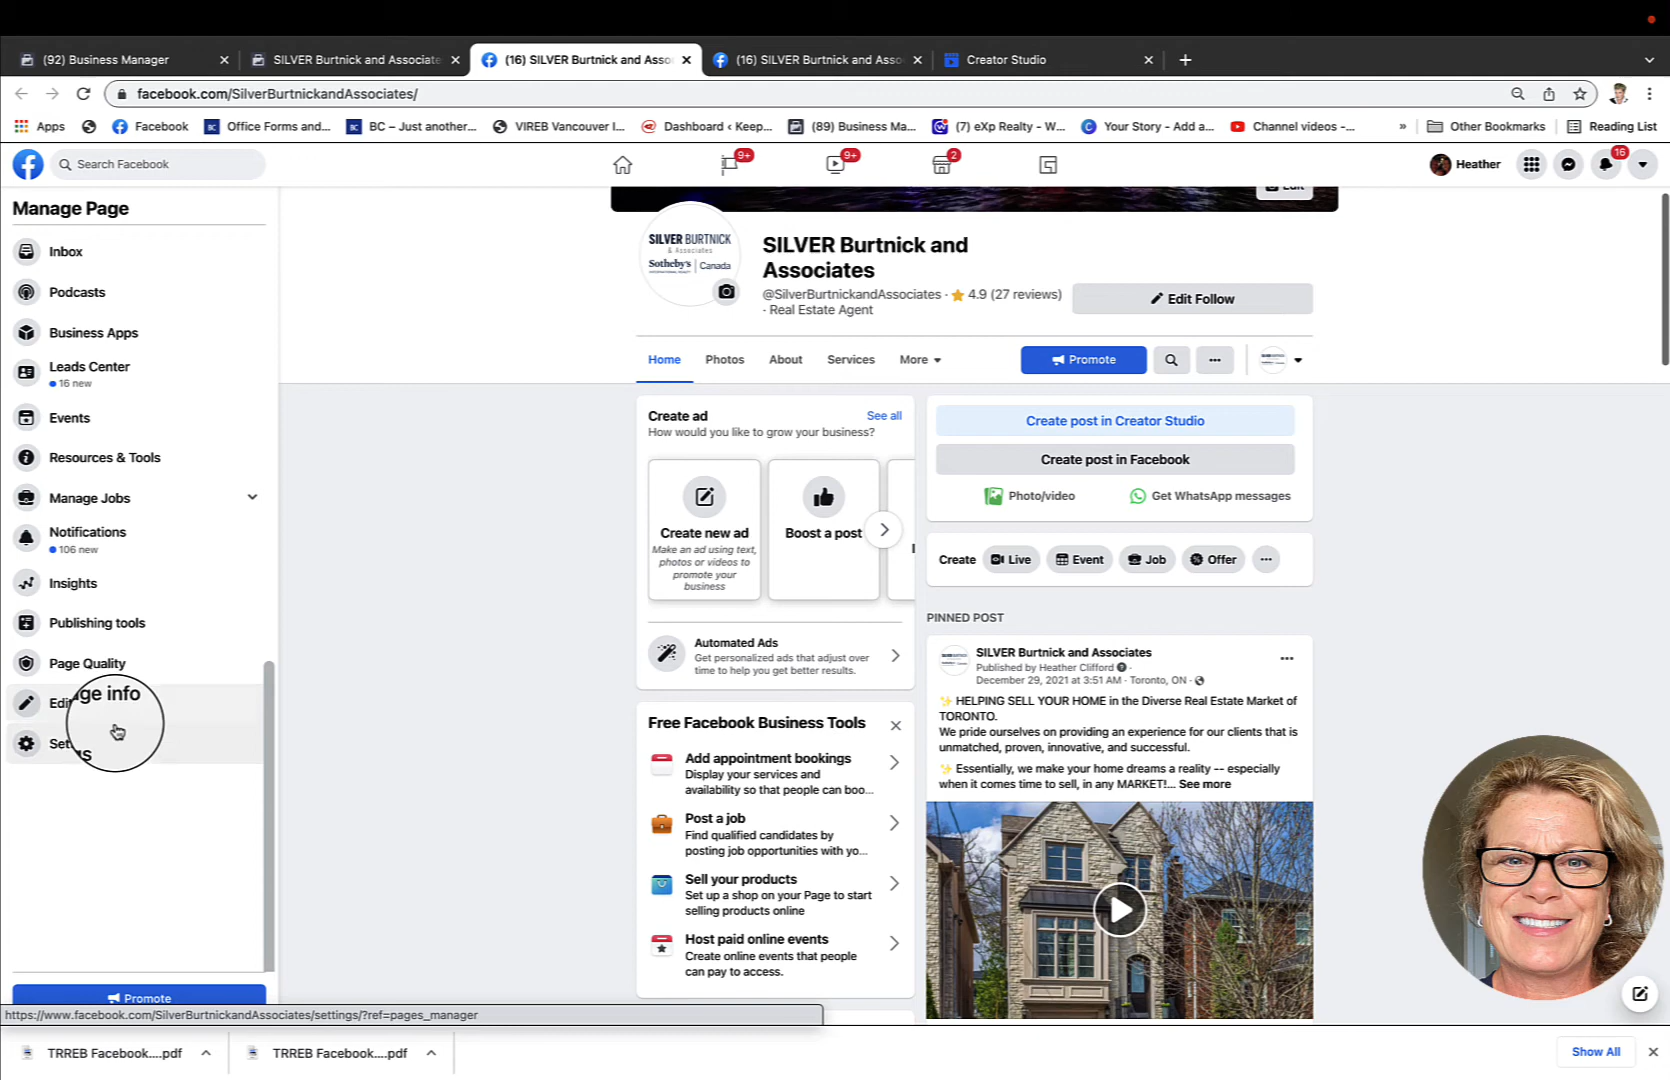 (92) Business Manager
SILVER Burtnick and Associate
(16) SILVER Burtnick and Asso
(16) SILVER Burtnick and Asso
Creator Studio
facebook.com/SilverBurtnickandAssociates/
Apps
Facebook
Office Forms and...
BC – Just another...
VIREB Vancouver I...
Dashboard ‹ Keep...
(89) Business Ma...
(7) eXp Realty - W...
Your Story - Add a...
Channel videos -...
»
Other Bookmarks
Reading List
Search Facebook
9+
9+
2
Heather
16
Manage Page
Inbox
Podcasts
Business Apps
Leads Center
16 new
Events
Resources & Tools
Manage Jobs
Notifications
106 new
Insights
Publishing tools
Page Quality
Edi
ge info
Set
gs
Promote
https://www.facebook.com/SilverBurtnickandAssociates/settings/?ref=pages_manager
Edit
SILVER BURTNICK
& Associates
Sotheby's | Canada
INTERNATIONAL REALTY
SILVER Burtnick and
Associates
@SilverBurtnickandAssociates · 4.9 (27 reviews)
· Real Estate Agent
Edit Follow
Home
Photos
About
Services
More
Promote
Create ad
See all
How would you like to grow your business?
Create new ad
Make an ad using text,
photos or videos to
promote your
business
Boost a post
Automated Ads
Get personalized ads that adjust over
time to help you get better results.
Free Facebook Business Tools
Add appointment bookings
Display your services and
availability so that people can boo...
Post a job
Find qualified candidates by
posting job opportunities with yo...
Sell your products
Set up a shop on your Page to start
selling products online
Host paid online events
Create online events that people
can pay to access.
Create post in Creator Studio
Create post in Facebook
Photo/video
Get WhatsApp messages
Create
Live
Event
Job
Offer
PINNED POST
SILVER Burtnick and Associates
Published by Heather Clifford ·
December 29, 2021 at 3:51 AM · Toronto, ON ·
✨ HELPING SELL YOUR HOME in the Diverse Real Estate Market of
TORONTO.
We pride ourselves on providing an experience for our clients that is
unmatched, proven, innovative, and successful.
✨ Essentially, we make your home dreams a reality -- especially
when it comes time to sell, in any MARKET!... See more
TRREB Facebook....pdf
TRREB Facebook....pdf
Show All